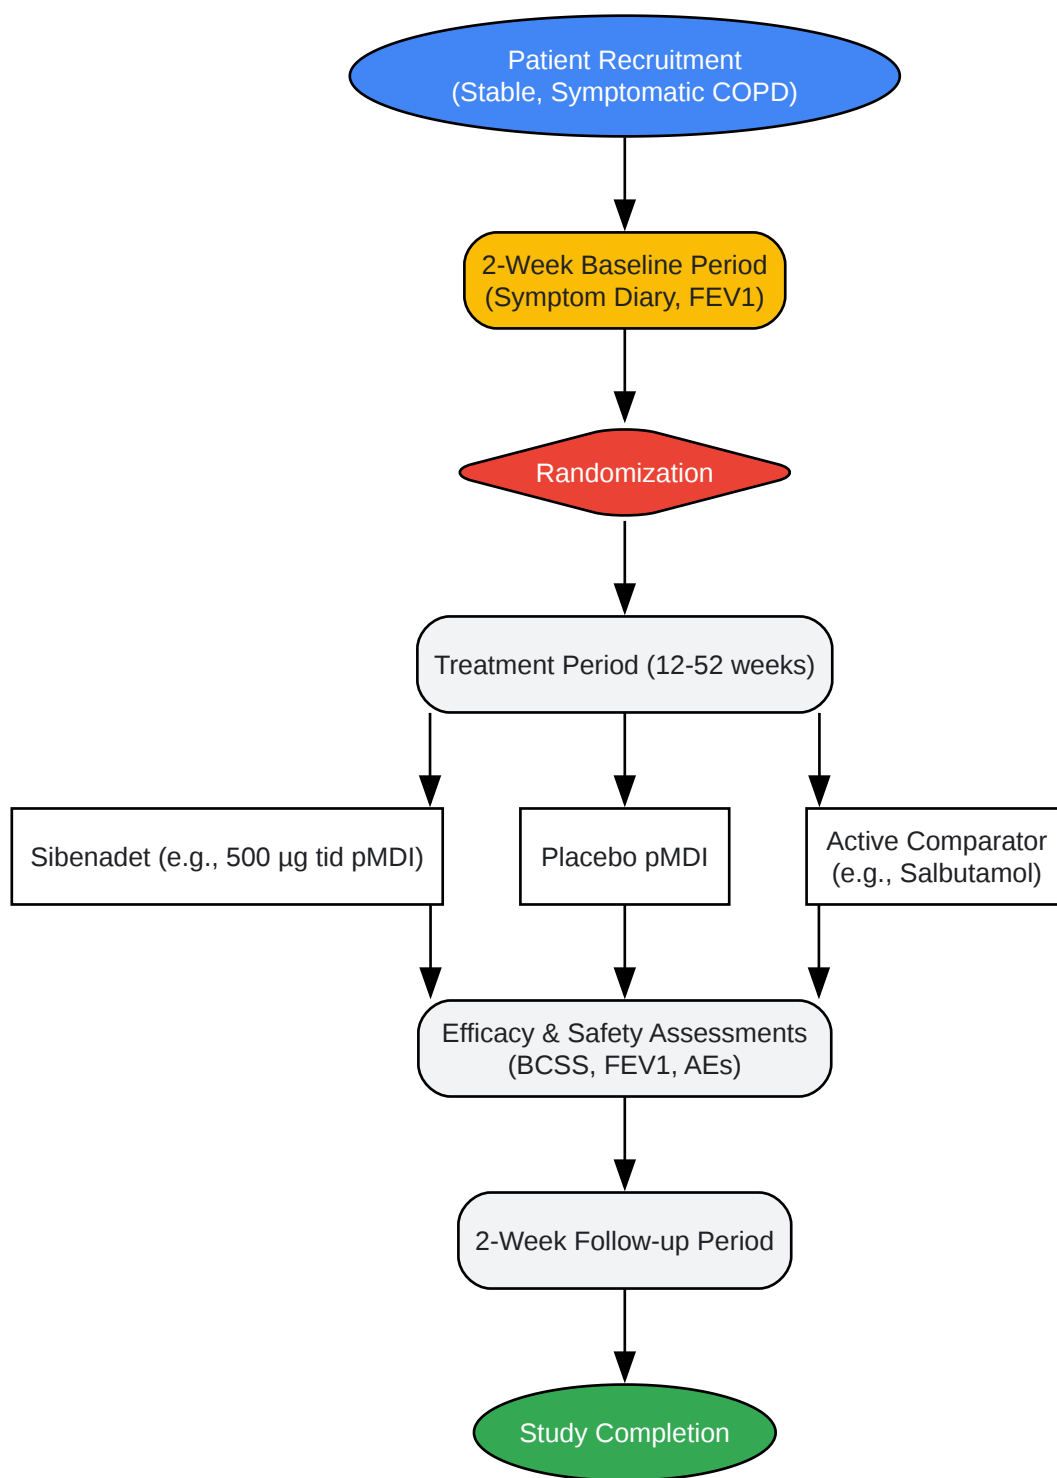 Patient Recruitment
(Stable, Symptomatic COPD)
2-Week Baseline Period
(Symptom Diary, FEV1)
Randomization
Treatment Period (12-52 weeks)
Sibenadet (e.g., 500 µg tid pMDI)
Placebo pMDI
Active Comparator
(e.g., Salbutamol)
Efficacy & Safety Assessments
(BCSS, FEV1, AEs)
2-Week Follow-up Period
Study Completion